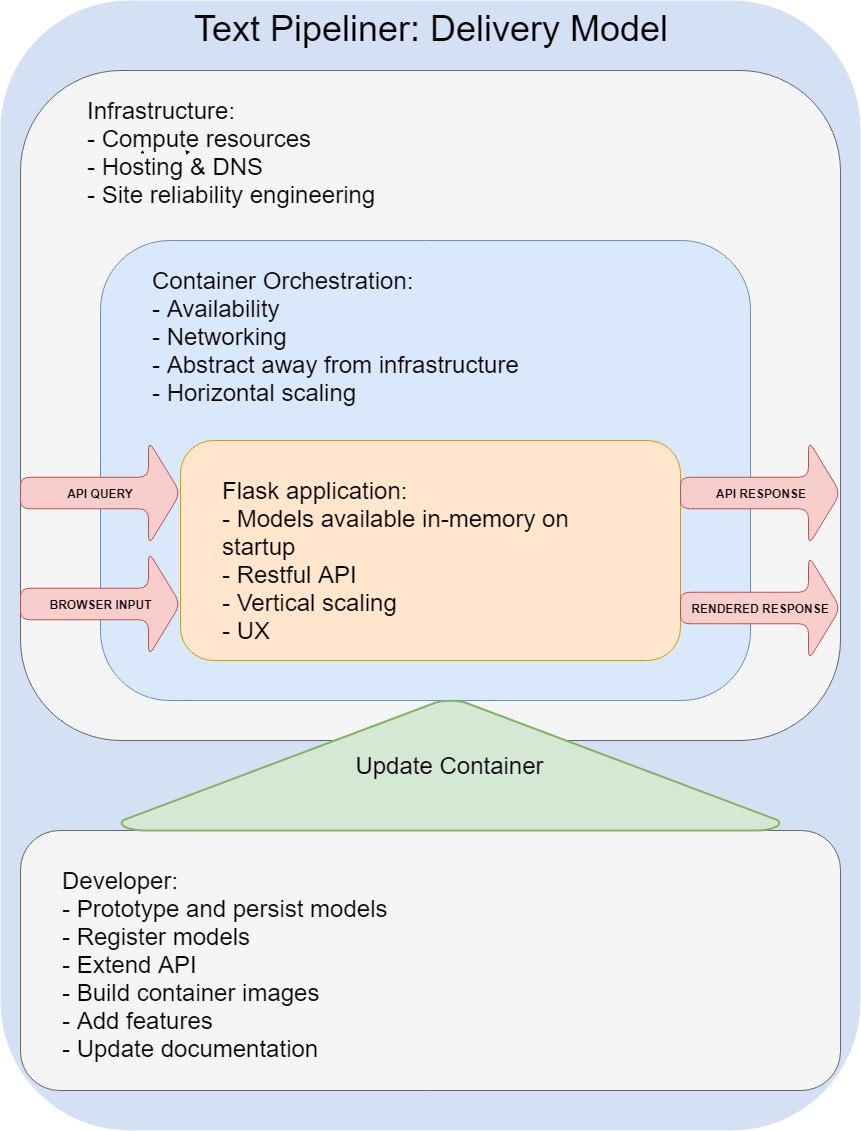 Text Pipeliner: Delivery Model
Infrastructure:
- Compute resources
- Hosting & DNS
- Site reliability engineering
Container Orchestration:
- Availability
- Networking
- Abstract away from infrastructure
- Horizontal scaling
API QUERY
BROWSER INPUT
Flask application:
- Models available in-memory on
startup
- Restful API
- Vertical scaling
- UX
API RESPONSE
RENDERED RESPONSE
Update Container
Developer:
- Prototype and persist models
- Register models
- Extend API
- Build container images
- Add features
- Update documentation